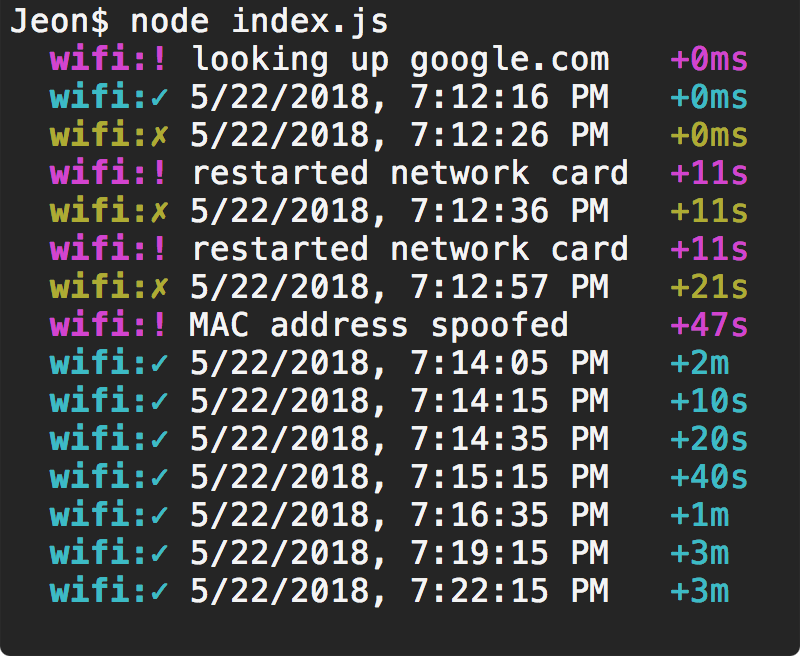 Jeon$ node index.js
wifi:! looking up google.com +0ms
wifi:✓ 5/22/2018, 7:12:16 PM +0ms
wifi:✗ 5/22/2018, 7:12:26 PM +0ms
wifi:! restarted network card +11s
wifi:✗ 5/22/2018, 7:12:36 PM +11s
wifi:! restarted network card +11s
wifi:✗ 5/22/2018, 7:12:57 PM +21s
wifi:! MAC address spoofed +47s
wifi:✓ 5/22/2018, 7:14:05 PM +2m
wifi:✓ 5/22/2018, 7:14:15 PM +10s
wifi:✓ 5/22/2018, 7:14:35 PM +20s
wifi:✓ 5/22/2018, 7:15:15 PM +40s
wifi:✓ 5/22/2018, 7:16:35 PM +1m
wifi:✓ 5/22/2018, 7:19:15 PM +3m
wifi:✓ 5/22/2018, 7:22:15 PM +3m